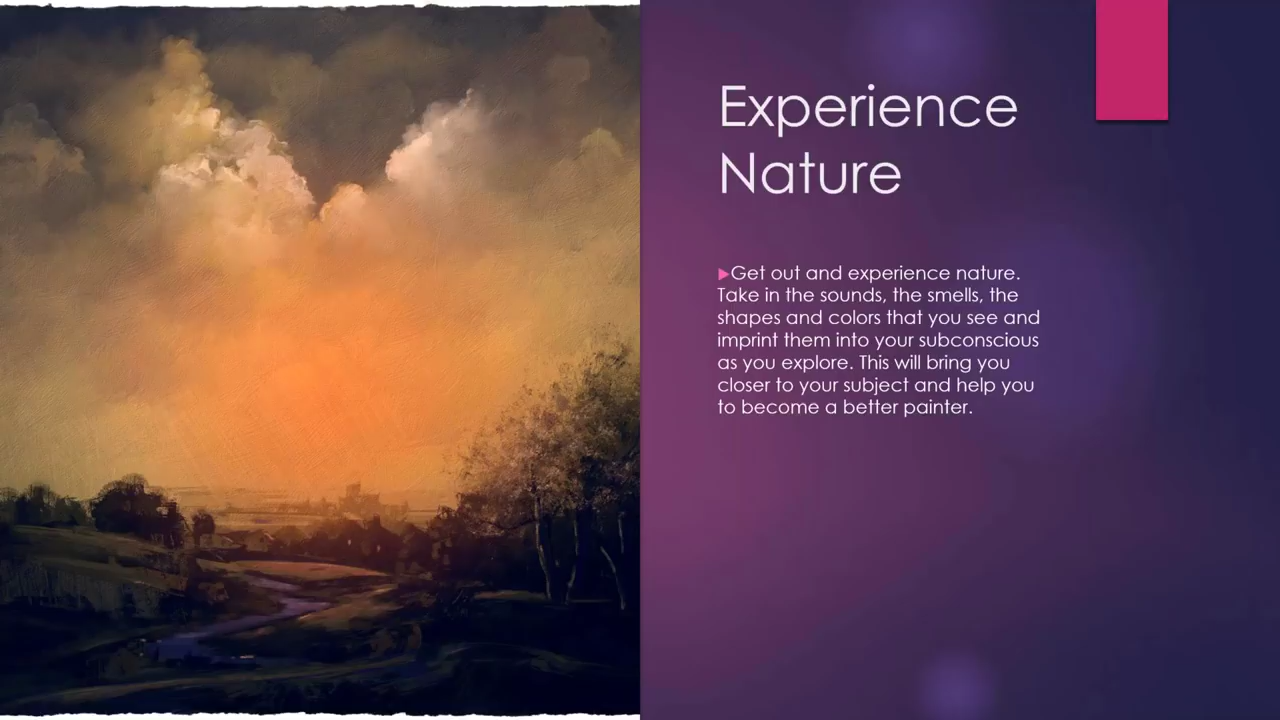 Experience
Nature
▶Get out and experience nature.
Take in the sounds, the smells, the
shapes and colors that you see and
imprint them into your subconscious
as you explore. This will bring you
closer to your subject and help you
to become a better painter.